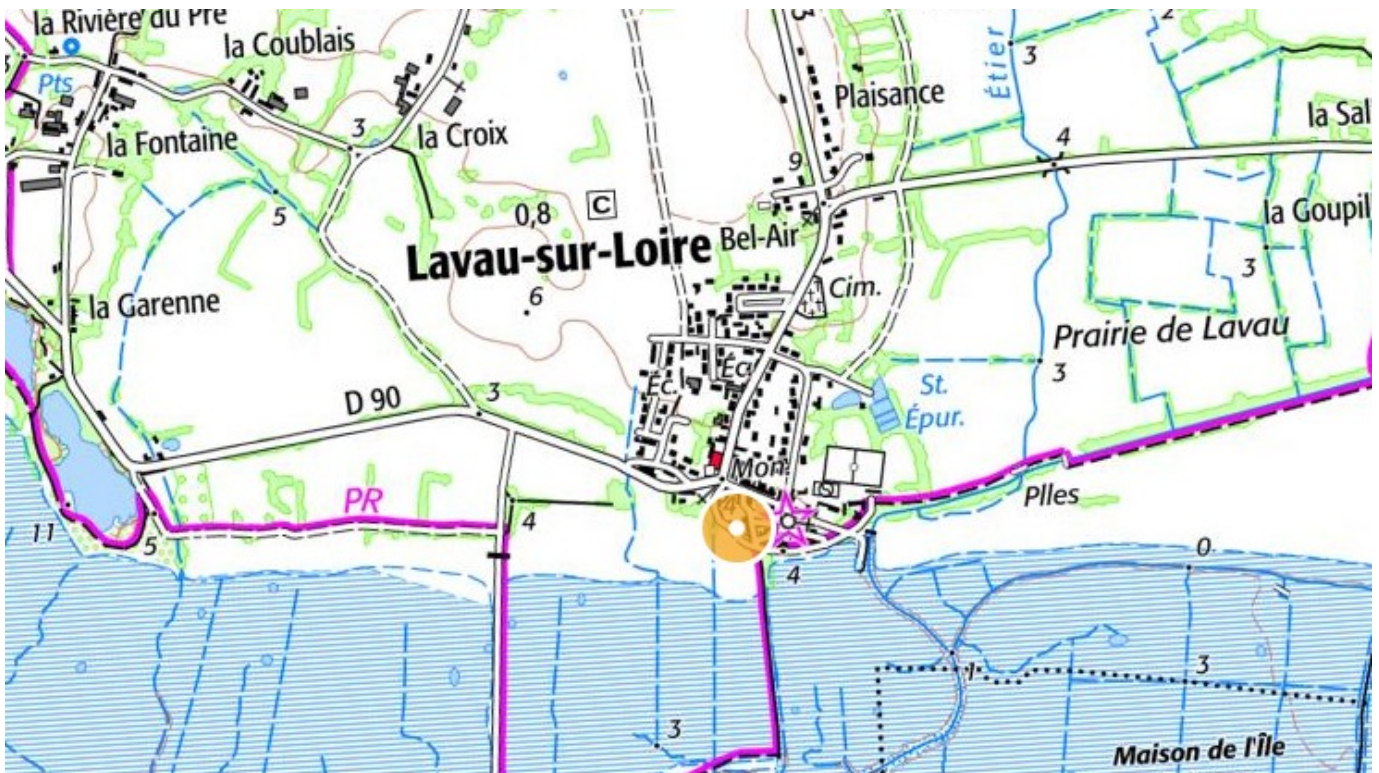 la Rivière du Pré
la Coublais
3
2
Étier
3
Pts
Plaisance
la Fontaine
3
la Croix
4
la Sal
9
5
0,8
C
la Goupil
Lavau-sur-Loire
Bel-Air
3
la Garenne
6
Cim.
Prairie de Lavau
Éc.
Éc
3
St.
Épur.
D 90
3
Mon.
PR
Plles
11
5
4
4
0
4
1
3
3
Maison de l'Île